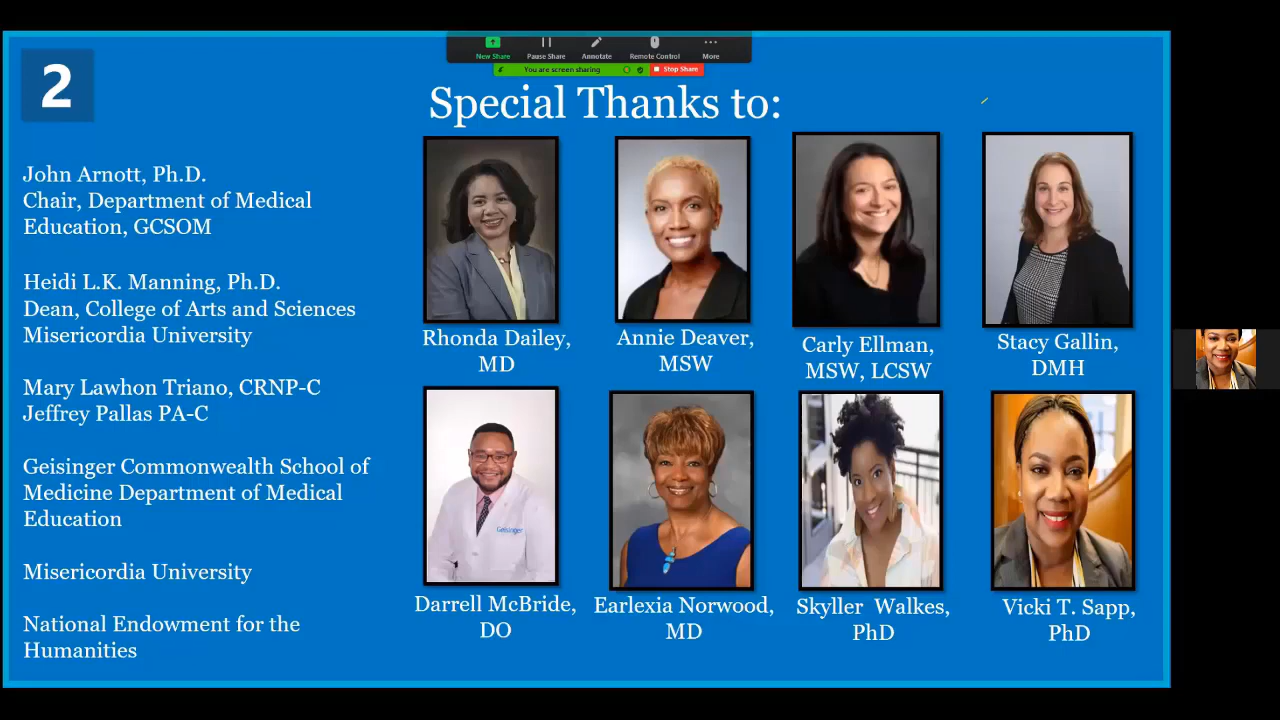 New Share
Pause Share
Annotate
Remote Control
More
You are screen sharing
Stop Share
2
Special Thanks to:
John Arnott, Ph.D.
Chair, Department of Medical
Education, GCSOM
Heidi L.K. Manning, Ph.D.
Dean, College of Arts and Sciences
Misericordia University
Mary Lawhon Triano, CRNP-C
Jeffrey Pallas PA-C
Geisinger Commonwealth School of
Medicine Department of Medical
Education
Misericordia University
National Endowment for the
Humanities
Rhonda Dailey,
MD
Annie Deaver,
MSW
Carly Ellman,
MSW, LCSW
Stacy Gallin,
DMH
Geisinger
Darrell McBride,
DO
Earlexia Norwood,
MD
Skyller Walkes,
PhD
Vicki T. Sapp,
PhD